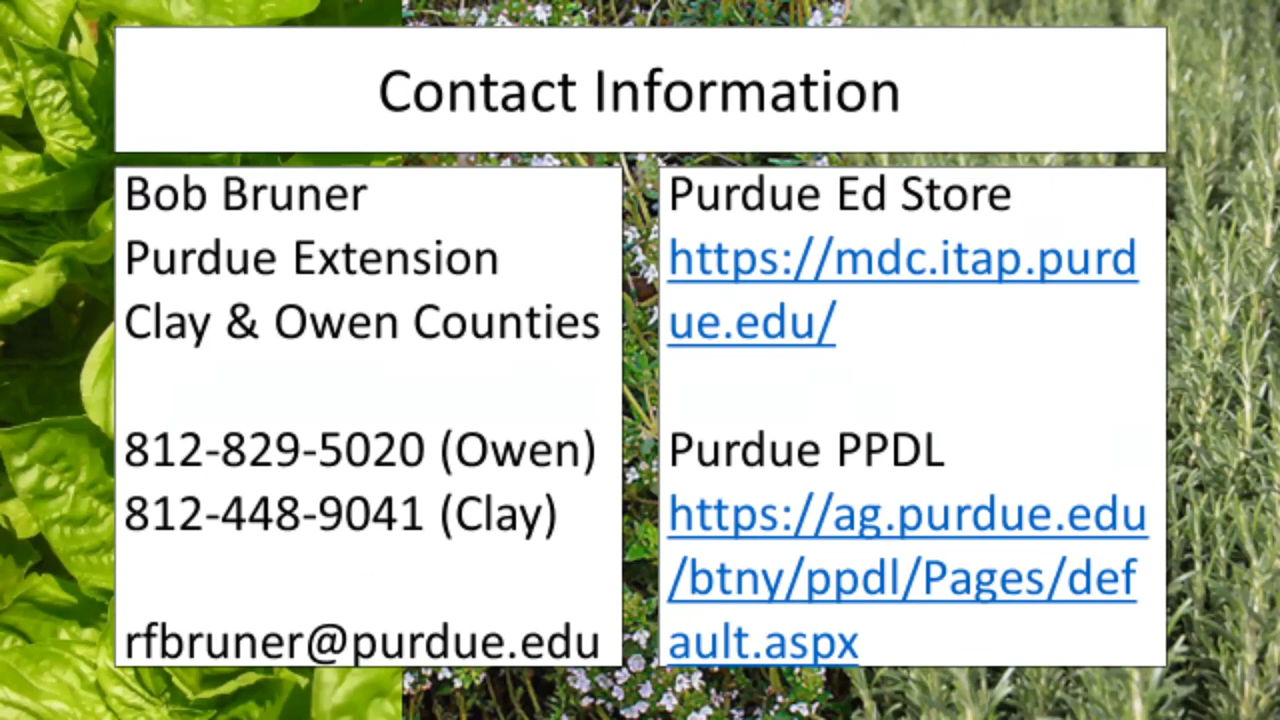 Contact Information
Bob Bruner
Purdue Extension
Clay & Owen Counties
812-829-5020 (Owen)
812-448-9041 (Clay)
rfbruner@purdue.edu
Purdue Ed Store
https://mdc.itap.purd
ue.edu/
Purdue PPDL
https://ag.purdue.edu
/btny/ppdl/Pages/def
ault.aspx